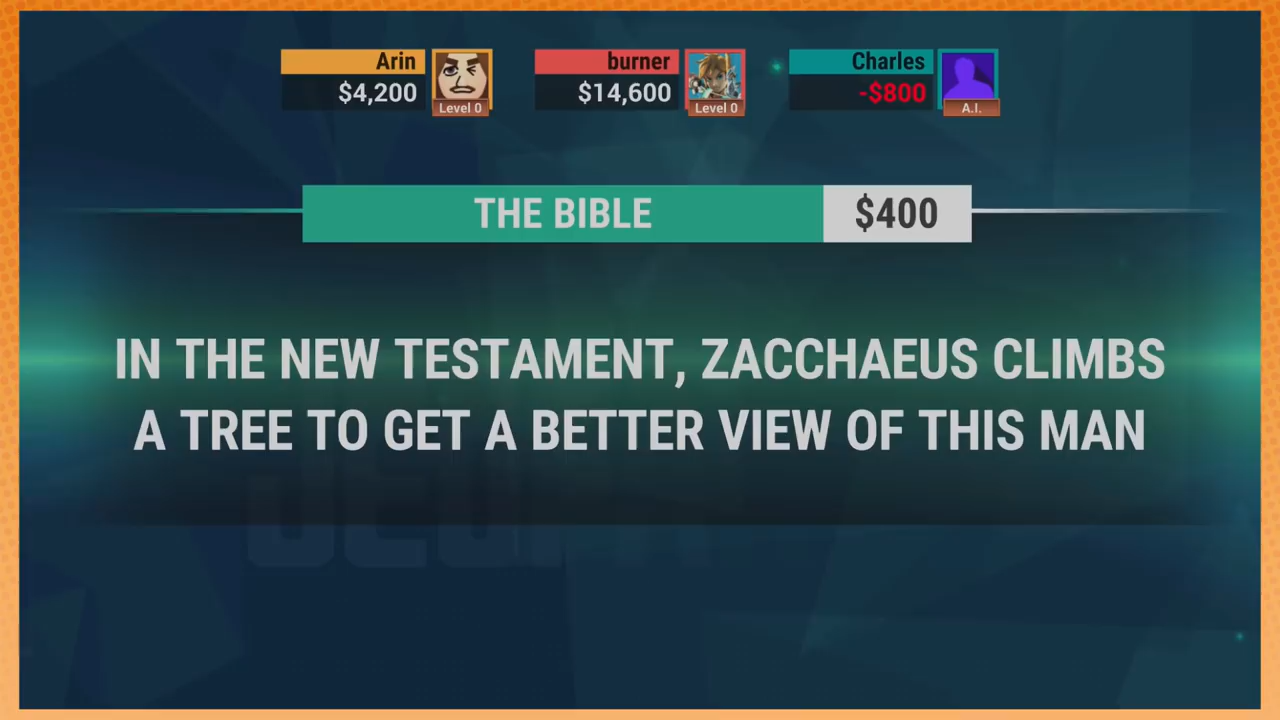 Arin
$4,200
Level 0
burner
$14,600
Level 0
Charles
-$800
A.I.
THE BIBLE
$400
IN THE NEW TESTAMENT, ZACCHAEUS CLIMBS
A TREE TO GET A BETTER VIEW OF THIS MAN